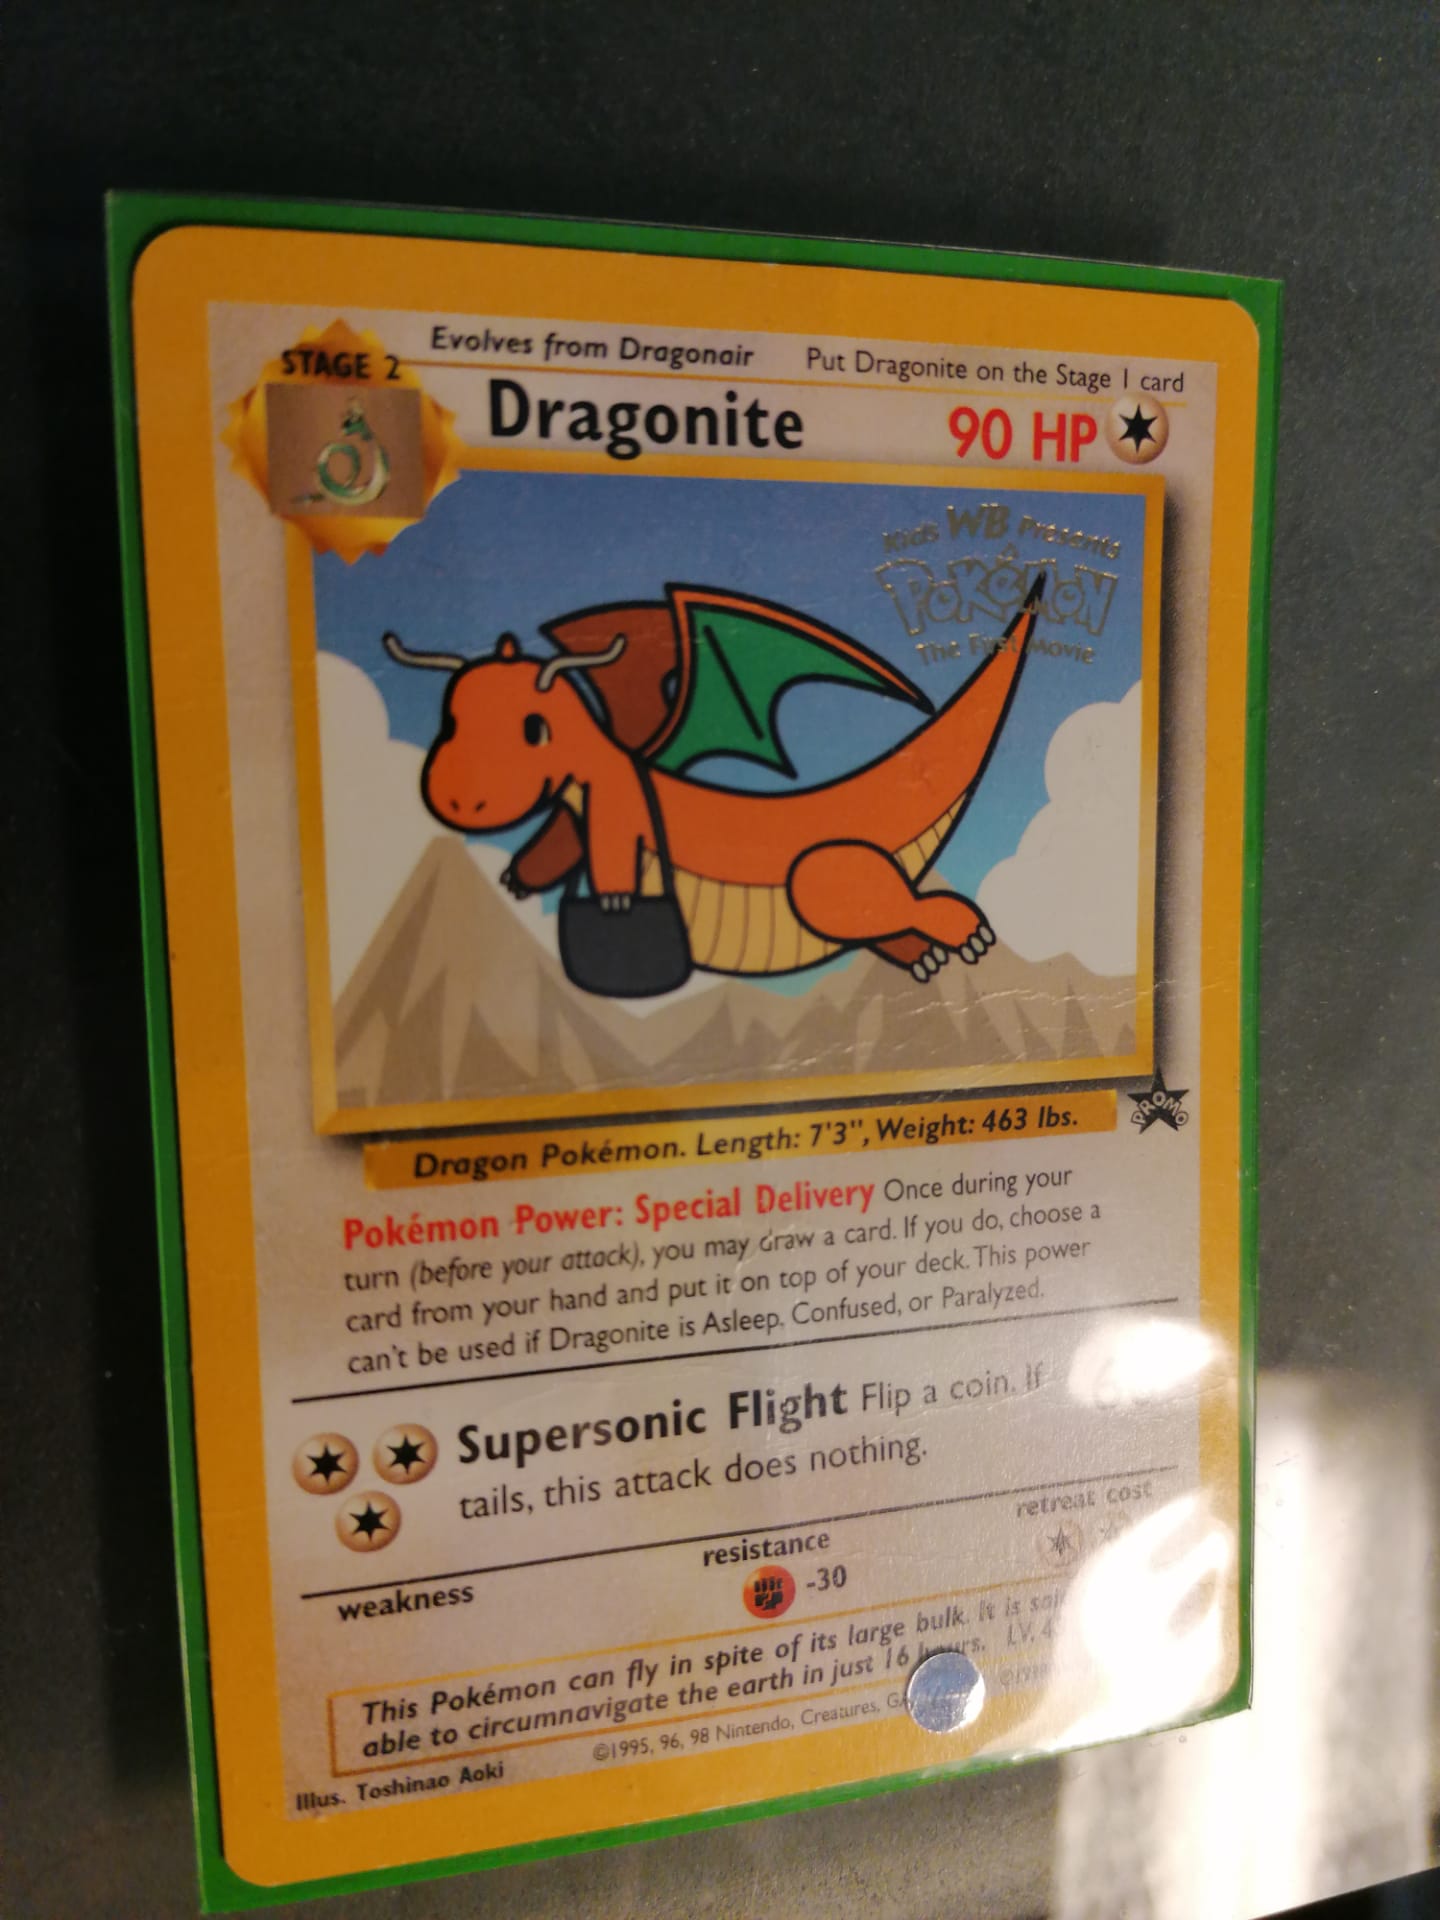 STAGE 2
Evolves from Dragonair Put Dragonite on the Stage 1 card
Dragonite 90 HP
Kids WB Presents
POKéMON
The First Movie
PROMO
Dragon Pokémon. Length: 7'3", Weight: 463 lbs.
Pokémon Power: Special Delivery Once during your
turn (before your attack), you may draw a card. If you do, choose a
card from your hand and put it on top of your deck. This power
can't be used if Dragonite is Asleep, Confused, or Paralyzed.
Supersonic Flight Flip a coin. If
tails, this attack does nothing.
weakness resistance retreat cost
-30
This Pokémon can fly in spite of its large bulk. It is
able to circumnavigate the earth in just 16 LV.
Illus. Toshinao Aoki ©1995, 96, 98 Nintendo, Creatures,